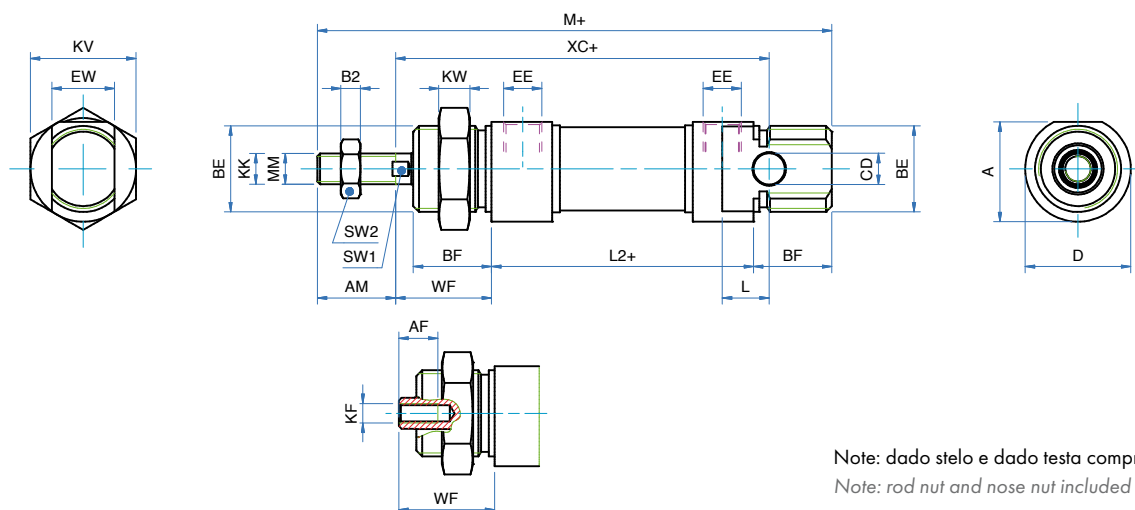 M+
XC+
KV
EW
B2
KW
EE
EE
BE
KK
MM
CD
BE
A
SW2
SW1
BF
L2+
BF
D
AM
WF
L
AF
KF
WF
Note: dado stelo e dado testa
Note: rod nut and nose nut included